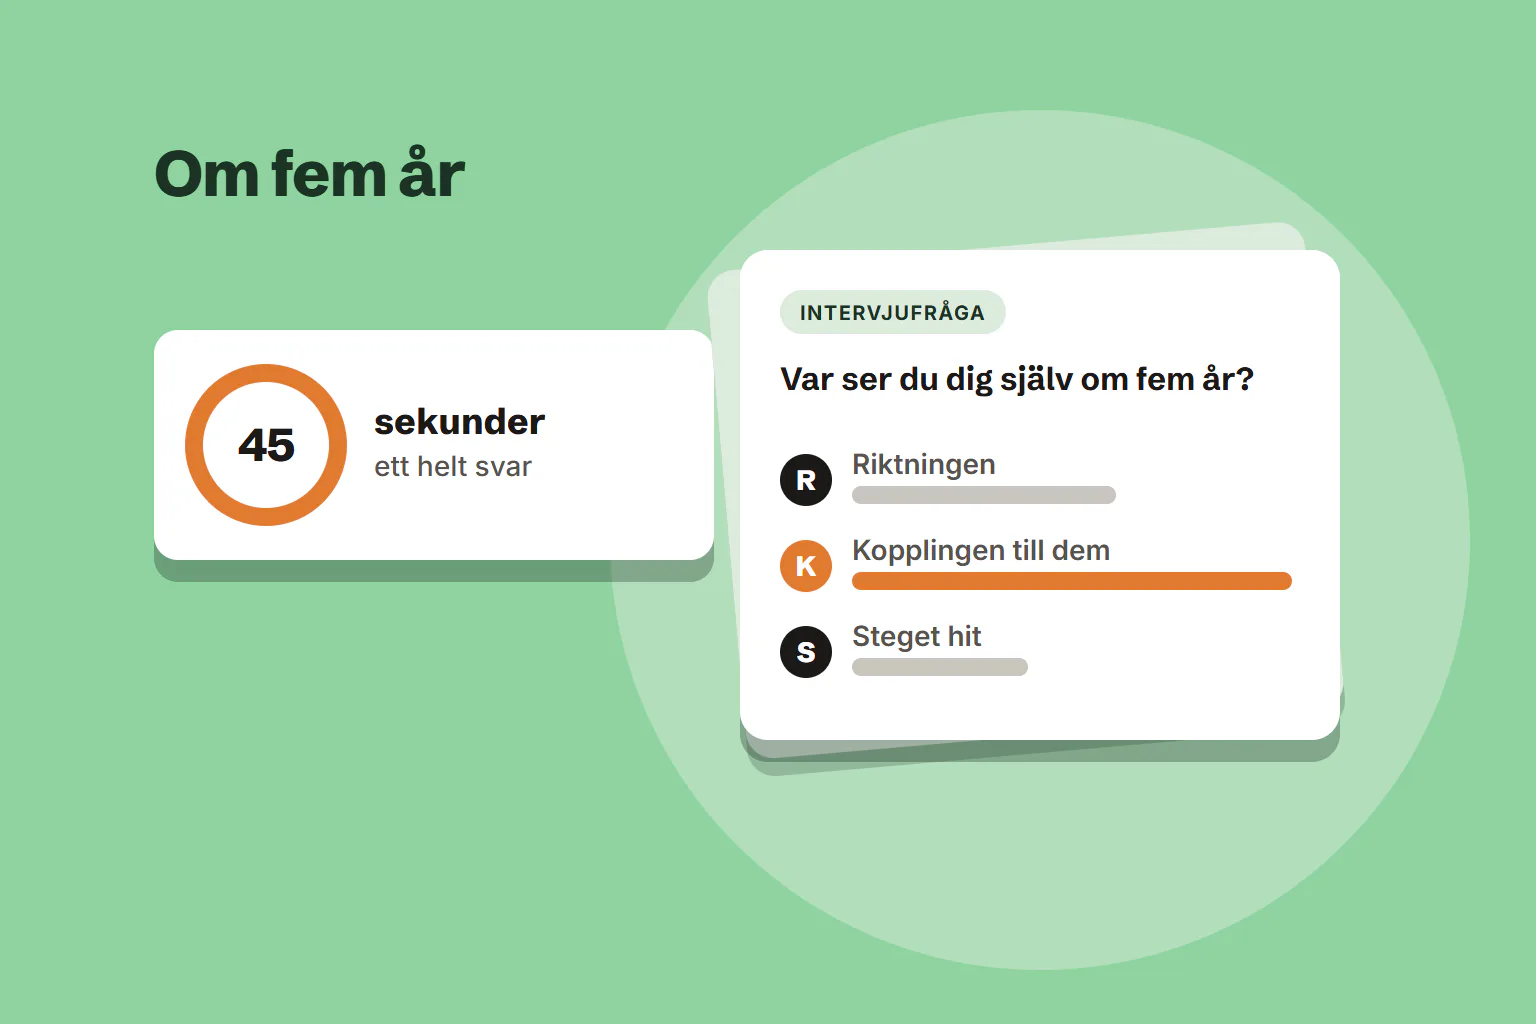 Om fem år
45
sekunder
ett helt svar
INTERVJUFRÅGA
Var ser du dig själv om fem år?
R
Riktningen
K
Kopplingen till dem
S
Steget hit